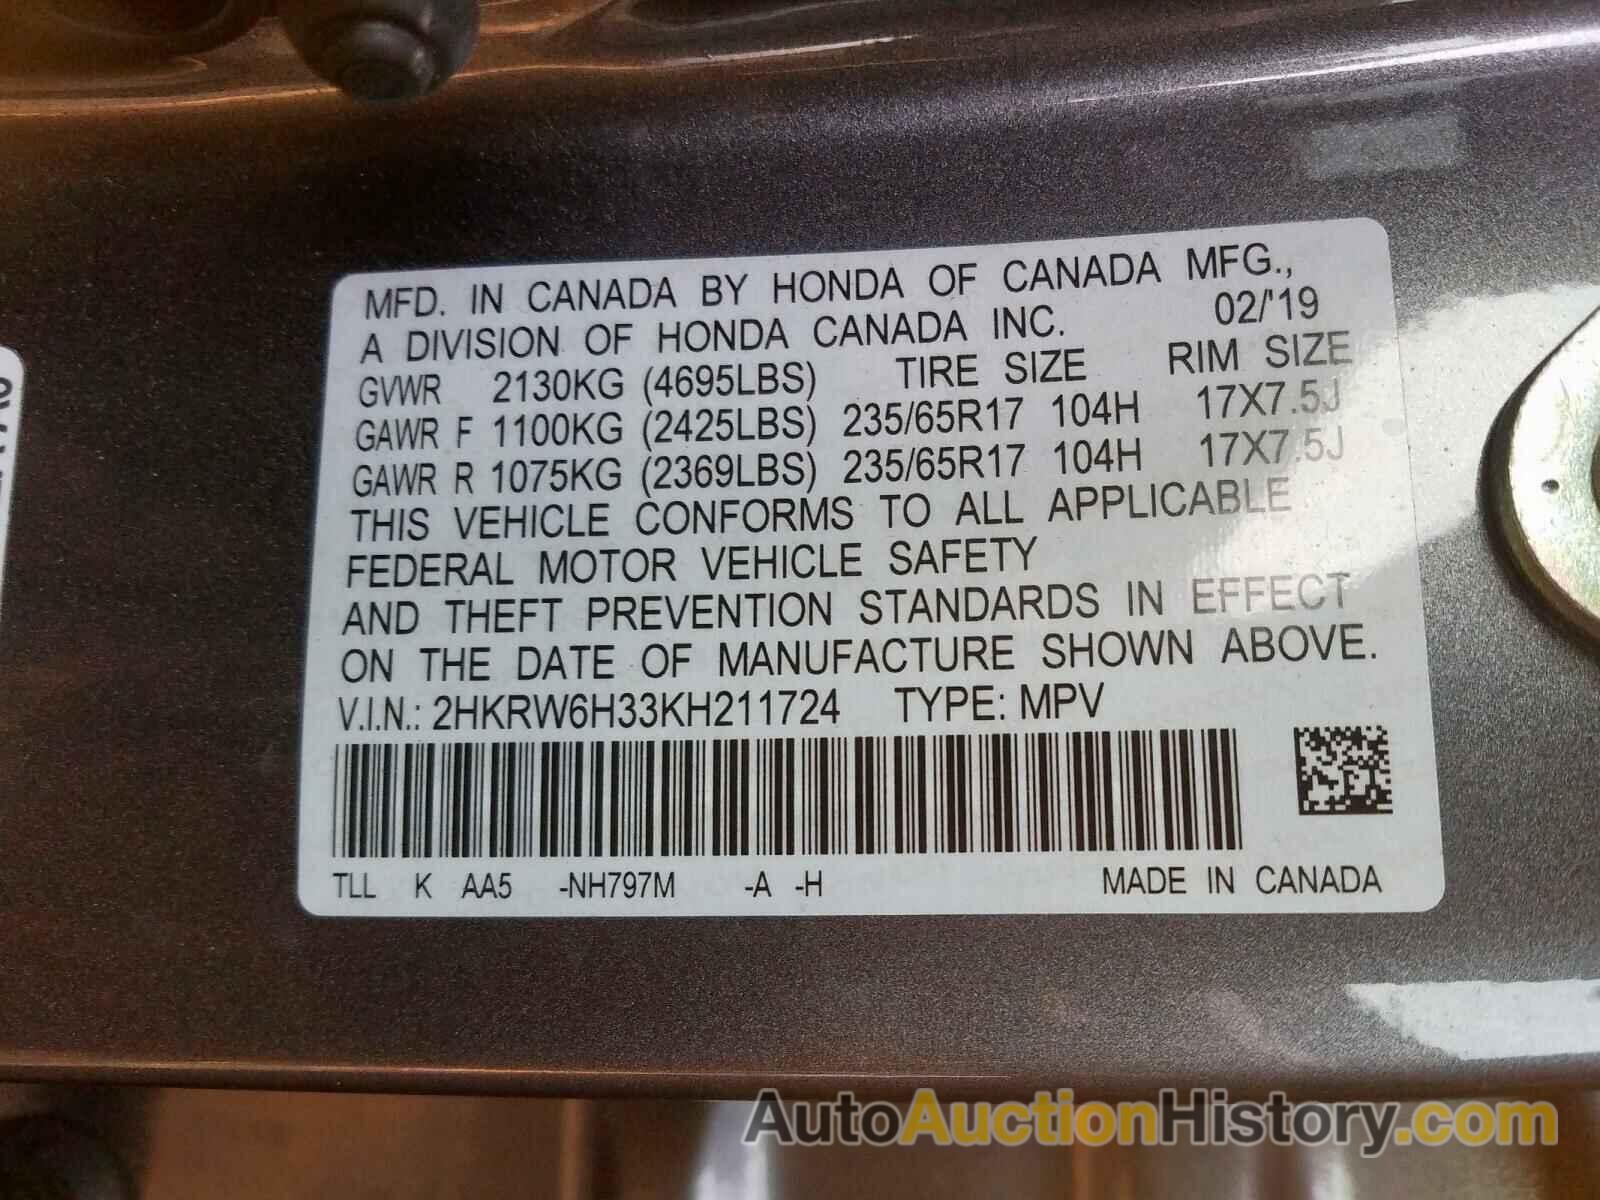 MFD. IN CANADA BY HONDA OF CANADA MFG.,
A DIVISION OF HONDA CANADA INC. 02/'19
GVWR 2130KG (4695LBS) TIRE SIZE RIM SIZE
GAWR F 1100KG (2425LBS) 235/65R17 104H 17X7.5J
GAWR R 1075KG (2369LBS) 235/65R17 104H 17X7.5J
THIS VEHICLE CONFORMS TO ALL APPLICABLE
FEDERAL MOTOR VEHICLE SAFETY
AND THEFT PREVENTION STANDARDS IN EFFECT
ON THE DATE OF MANUFACTURE SHOWN ABOVE.
V.I.N.: 2HKRW6H33KH211724 TYPE: MPV
TLL K AA5 -NH797M -A -H MADE IN CANADA
AutoAuctionHistory.com